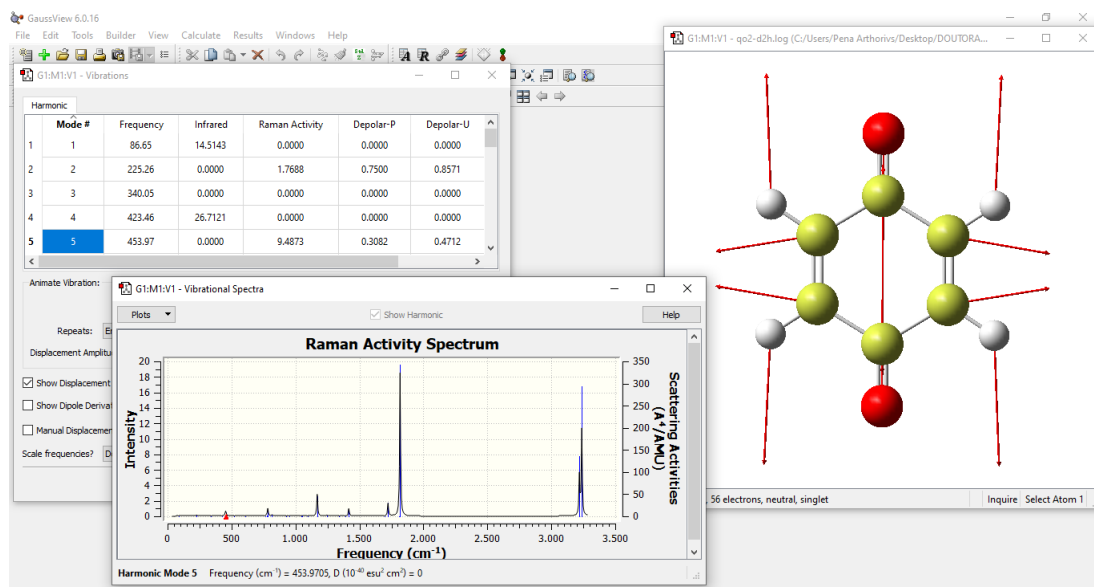 GaussView 6.0.16
File Edit Tools Builder View Calculate Results Windows Help
G1:M1:V1 - Vibrations
Harmonic
Mode # Frequency Infrared Raman Activity Depolar-P Depolar-U
1 1 86.65 14.5143 0.0000 0.0000 0.0000
2 2 225.26 0.0000 1.7688 0.7500 0.8571
3 3 340.05 0.0000 0.0000 0.0000 0.0000
4 4 423.46 26.7121 0.0000 0.0000 0.0000
5 5 453.97 0.0000 9.4873 0.3082 0.4712
Animate Vibration:
Repeats:
Displacement Amplitu
Show Displacement
Show Dipole Deriva
Manual Displacemer
Scale frequencies?
G1:M1:V1 - Vibrational Spectra
Plots Show Harmonic Help
Raman Activity Spectrum
Intensity
20
18
16
14
12
10
8
6
4
2
0
350
300
250
200
150
100
50
0
Scattering Activities
(A⁴/AMU)
0 500 1.000 1.500 2.000 2.500 3.000 3.500
Frequency (cm⁻¹)
Harmonic Mode 5 Frequency (cm⁻¹) = 453.9705, D (10⁻⁴⁰ esu² cm²) = 0
G1:M1:V1 - qo2-d2h.log (C:/Users/Pena Arthorivs/Desktop/DOUTORA...
, 56 electrons, neutral, singlet Inquire Select Atom 1